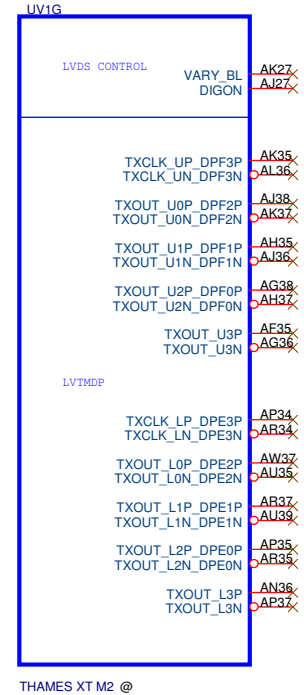 UV1G
LVDS CONTROL
VARY_BL AK27
DIGON AJ27
TXCLK_UP_DPF3P AK35
TXCLK_UN_DPF3N AL36
TXOUT_U0P_DPF2P AJ38
TXOUT_U0N_DPF2N AK37
TXOUT_U1P_DPF1P AH35
TXOUT_U1N_DPF1N AJ36
TXOUT_U2P_DPF0P AG38
TXOUT_U2N_DPF0N AH37
TXOUT_U3P AF35
TXOUT_U3N AG36
LVTMDP
TXCLK_LP_DPE3P AP34
TXCLK_LN_DPE3N AR34
TXOUT_L0P_DPE2P AW37
TXOUT_L0N_DPE2N AU35
TXOUT_L1P_DPE1P AR37
TXOUT_L1N_DPE1N AU39
TXOUT_L2P_DPE0P AP35
TXOUT_L2N_DPE0N AR35
TXOUT_L3P AN36
TXOUT_L3N AP37
THAMES XT M2 @